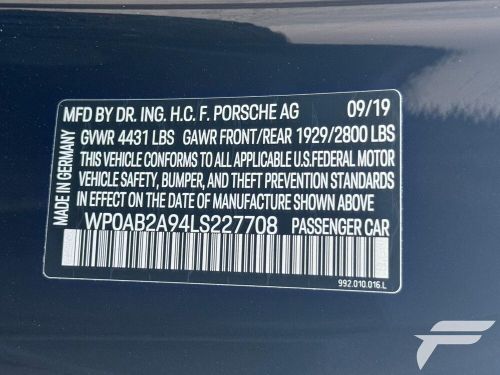 MFD BY DR. ING. H.C. F. PORSCHE AG 09/19
GVWR 4431 LBS GAWR FRONT/REAR 1929/2800 LBS
THIS VEHICLE CONFORMS TO ALL APPLICABLE U.S.FEDERAL MOTOR
VEHICLE SAFETY, BUMPER, AND THEFT PREVENTION STANDARDS
IN EFFECT ON THE DATE OF MANUFACTURE SHOWN ABOVE
WP0AB2A94LS227708 PASSENGER CAR
MADE IN GERMANY
992.010.016.L